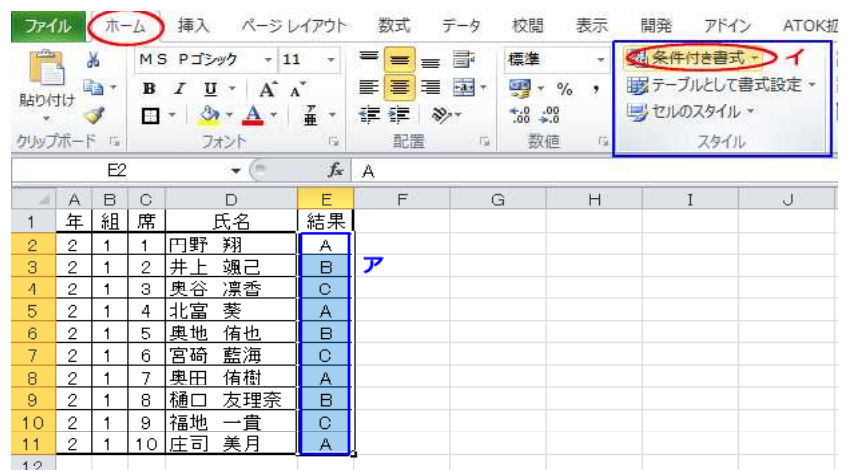 ファイル ホーム 挿入 ページ レイアウト 数式 データ 校閲 表示 開発 アドイン ATOK拡
貼り付け
クリップボード
ＭＳ Ｐゴシック 11
B I U A A
A 亜
フォント
配置
標準
% ,
.0 .00 .00 .0
数値
条件付き書式 イ
テーブルとして書式設定
セルのスタイル
スタイル
E2 fx A
A B C D E F G H I J
1 年 組 席 氏名 結果
2 2 1 1 円野 翔 A
3 2 1 2 井上 颯己 B ア
4 2 1 3 奥谷 凛香 C
5 2 1 4 北富 葵 A
6 2 1 5 奥地 侑也 B
7 2 1 6 宮碕 藍海 C
8 2 1 7 奥田 侑樹 A
9 2 1 8 樋口 友理奈 B
10 2 1 9 福地 一貴 C
11 2 1 10 庄司 美月 A
12